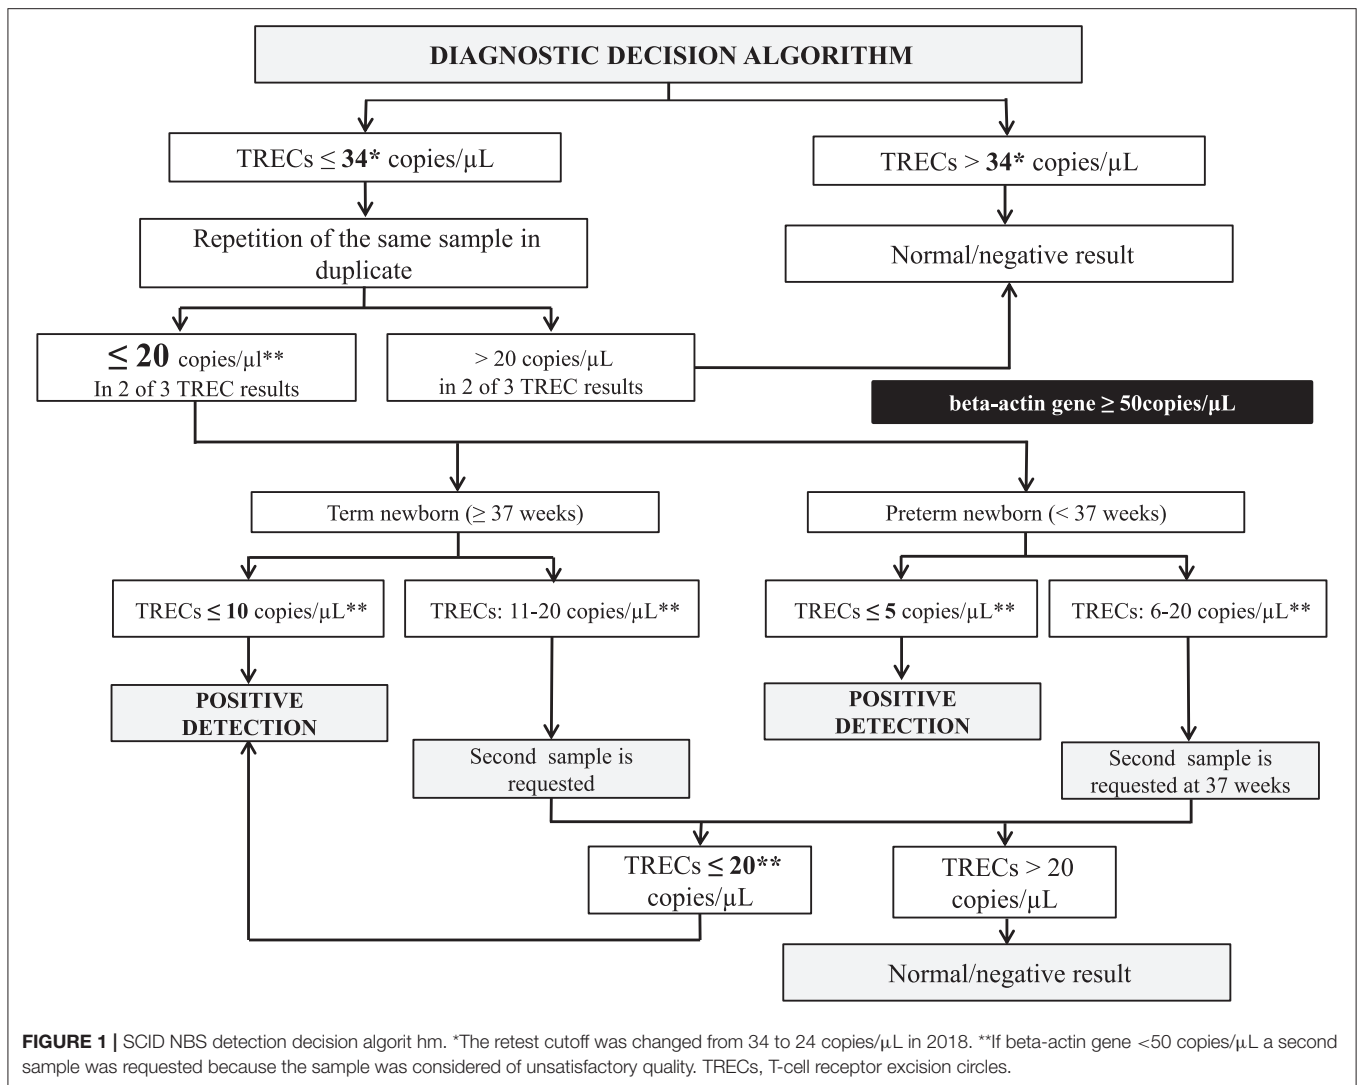 DIAGNOSTIC DECISION ALGORITHM
TRECs ≤ 34* copies/µL
TRECs > 34* copies/µL
Repetition of the same sample in
duplicate
Normal/negative result
≤ 20 copies/µl**
In 2 of 3 TREC results
> 20 copies/µL
in 2 of 3 TREC results
beta-actin gene ≥ 50copies/µL
Term newborn (≥ 37 weeks)
Preterm newborn (< 37 weeks)
TRECs ≤ 10 copies/µL**
TRECs: 11-20 copies/µL**
TRECs ≤ 5 copies/µL**
TRECs: 6-20 copies/µL**
POSITIVE
DETECTION
POSITIVE
DETECTION
Second sample is
requested
Second sample is
requested at 37 weeks
TRECs ≤ 20**
copies/µL
TRECs > 20
copies/µL
Normal/negative result
FIGURE 1 | SCID NBS detection decision algorit hm. *The retest cutoff was changed from 34 to 24 copies/µL in 2018. **If beta-actin gene <50 copies/µL a second
sample was requested because the sample was considered of unsatisfactory quality. TRECs, T-cell receptor excision circles.